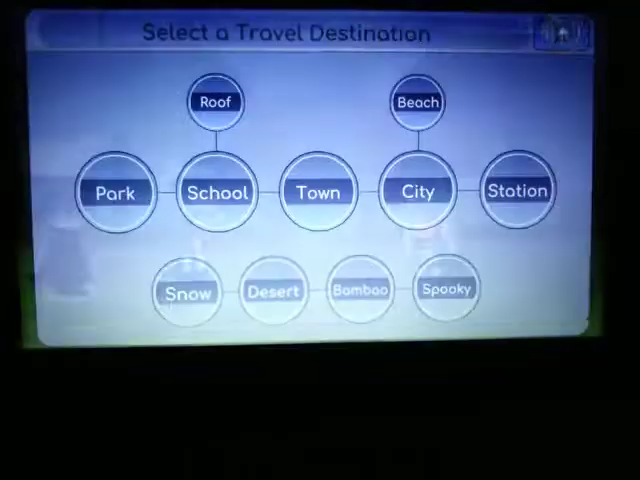 Select a Travel Destination
Roof
Beach
Park
School
Town
City
Station
Snow
Desert
Bamboo
Spooky